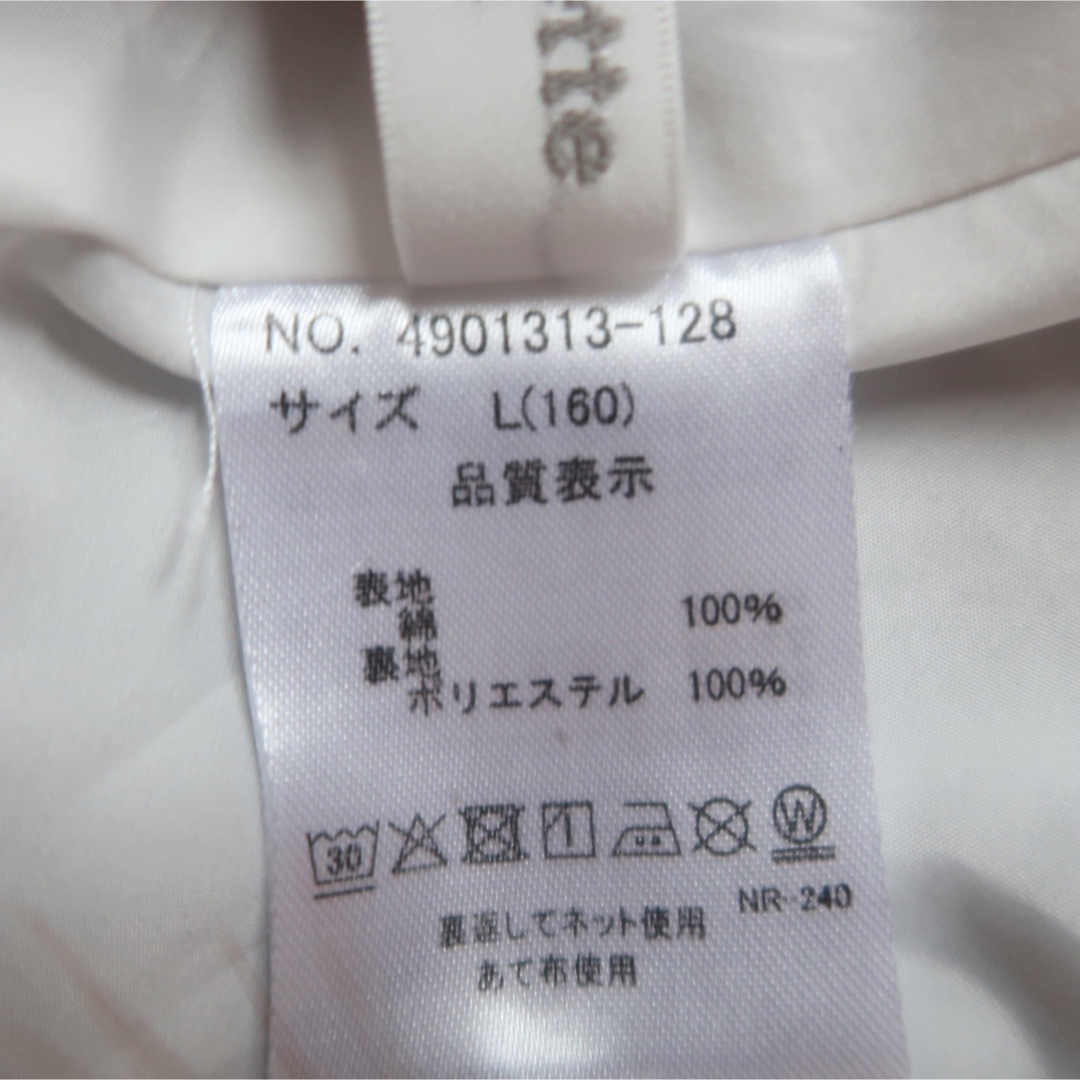 tte
NO. 4901313-128
サイズ L(160)
品質表示
表地
綿 100%
裏地
ポリエステル 100%
30
W
NR-240
裏返してネット使用
あて布使用